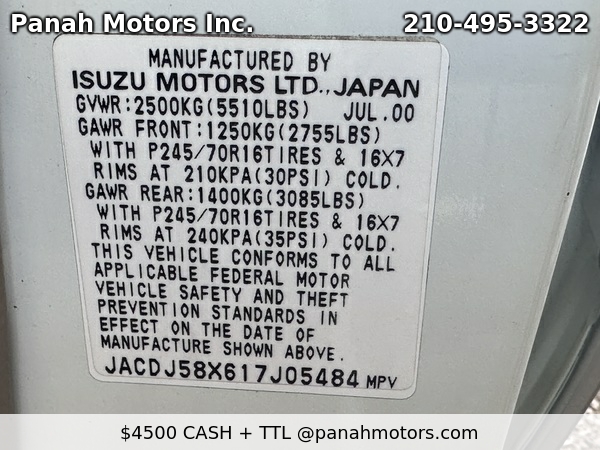 Panah Motors Inc. 210-495-3322
MANUFACTURED BY
ISUZU MOTORS LTD., JAPAN
GVWR:2500KG(5510LBS) JUL.00
GAWR FRONT:1250KG(2755LBS)
WITH P245/70R16TIRES & 16X7
RIMS AT 210KPA(30PSI) COLD.
GAWR REAR:1400KG(3085LBS)
WITH P245/70R16TIRES & 16X7
RIMS AT 240KPA(35PSI) COLD.
THIS VEHICLE CONFORMS TO ALL
APPLICABLE FEDERAL MOTOR
VEHICLE SAFETY AND THEFT
PREVENTION STANDARDS IN
EFFECT ON THE DATE OF
MANUFACTURE SHOWN ABOVE.
JACDJ58X617J05484 MPV
$4500 CASH + TTL @panahmotors.com